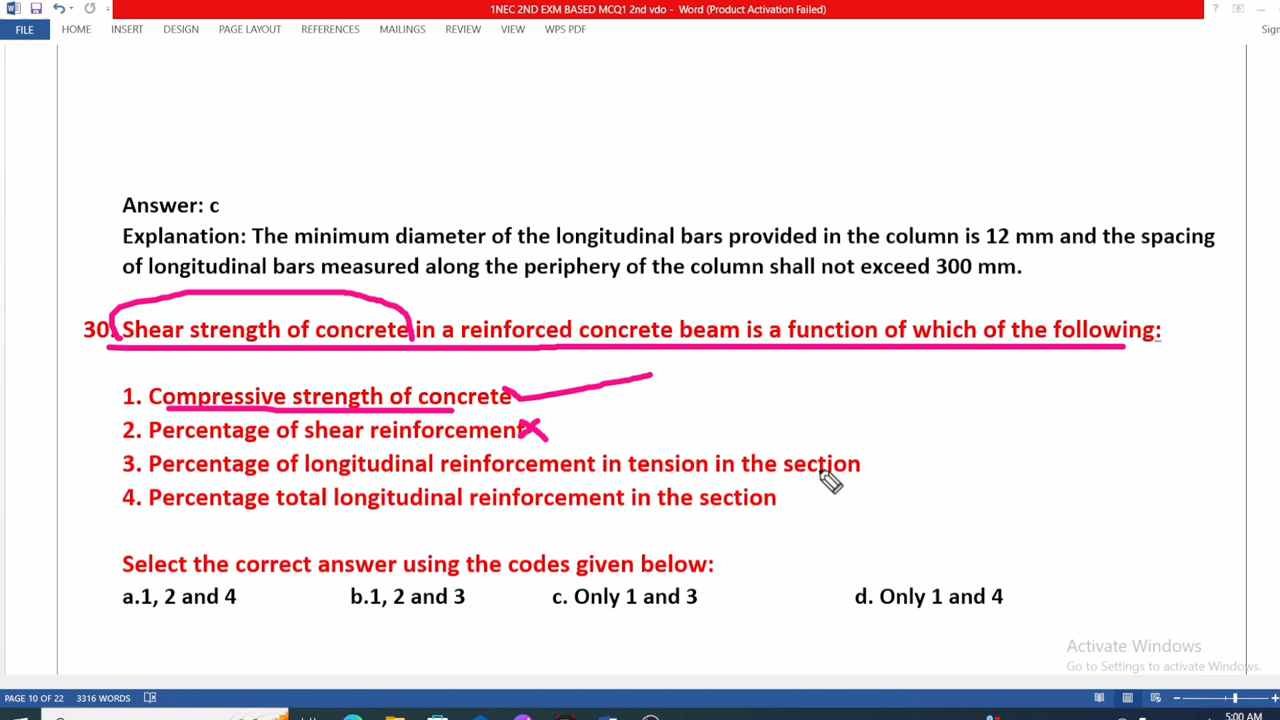 1NEC 2ND EXM BASED MCQ1 2nd vdo - Word (Product Activation Failed)
FILE HOME INSERT DESIGN PAGE LAYOUT REFERENCES MAILINGS REVIEW VIEW WPS PDF Sign
Answer: c
Explanation: The minimum diameter of the longitudinal bars provided in the column is 12 mm and the spacing
of longitudinal bars measured along the periphery of the column shall not exceed 300 mm.
30. Shear strength of concrete in a reinforced concrete beam is a function of which of the following:
1. Compressive strength of concrete
2. Percentage of shear reinforcement
3. Percentage of longitudinal reinforcement in tension in the section
4. Percentage total longitudinal reinforcement in the section
Select the correct answer using the codes given below:
a.1, 2 and 4 b.1, 2 and 3 c. Only 1 and 3 d. Only 1 and 4
Activate Windows
Go to Settings to activate Windows.
PAGE 10 OF 22 3316 WORDS
5:00 AM